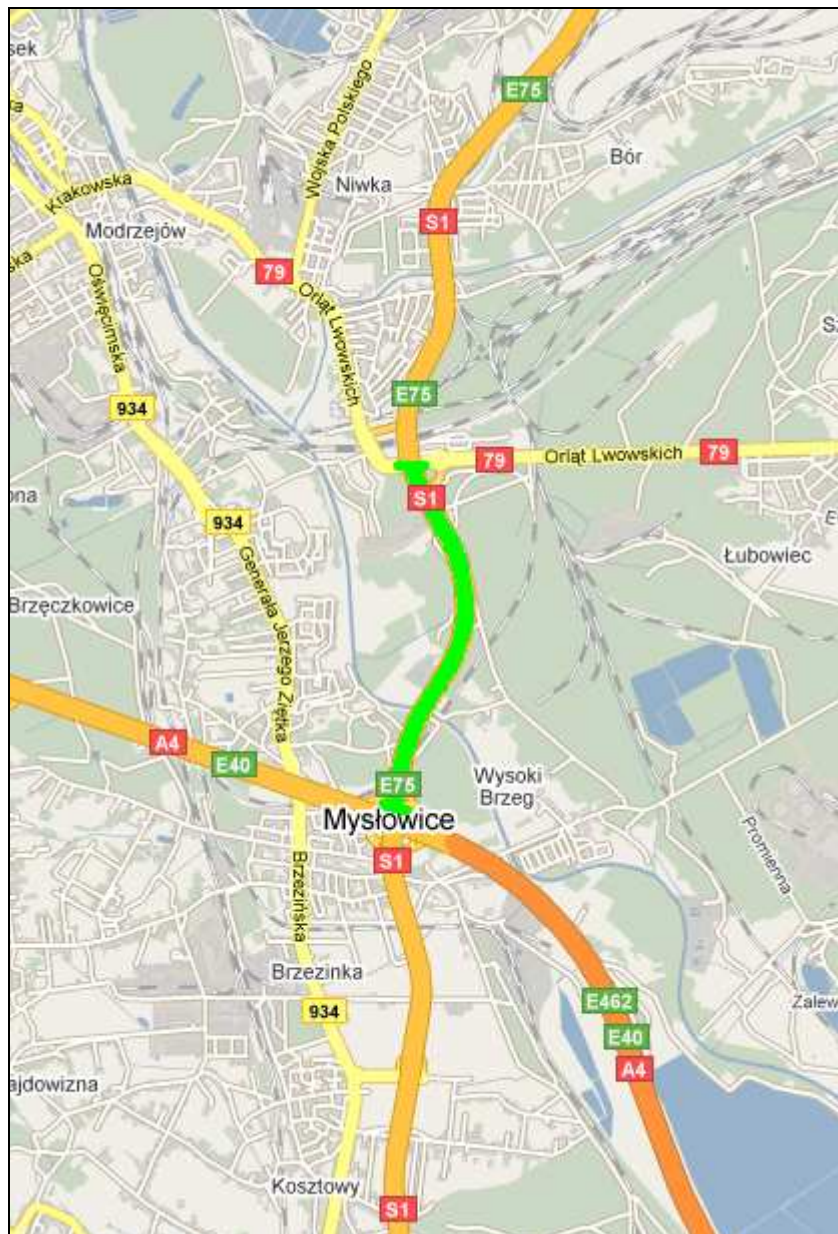 sek
E75
Bór
Wojska Polskiego
Niwka
Krakowska
S1
Modrzejów
79
ska
Oświęcimska
Orląt Lwowskich
E75
934
79
Orląt Lwowskich
79
S1
934
Generała Jerzego Ziętka
Łubowiec
Brzęczkowice
A4
E40
E75
Wysoki
Brzeg
Mysłowice
S1
Promienna
Brzezińska
Brzezinka
934
E462
Zalew
E40
A4
ajdowizna
Kosztowy
S1